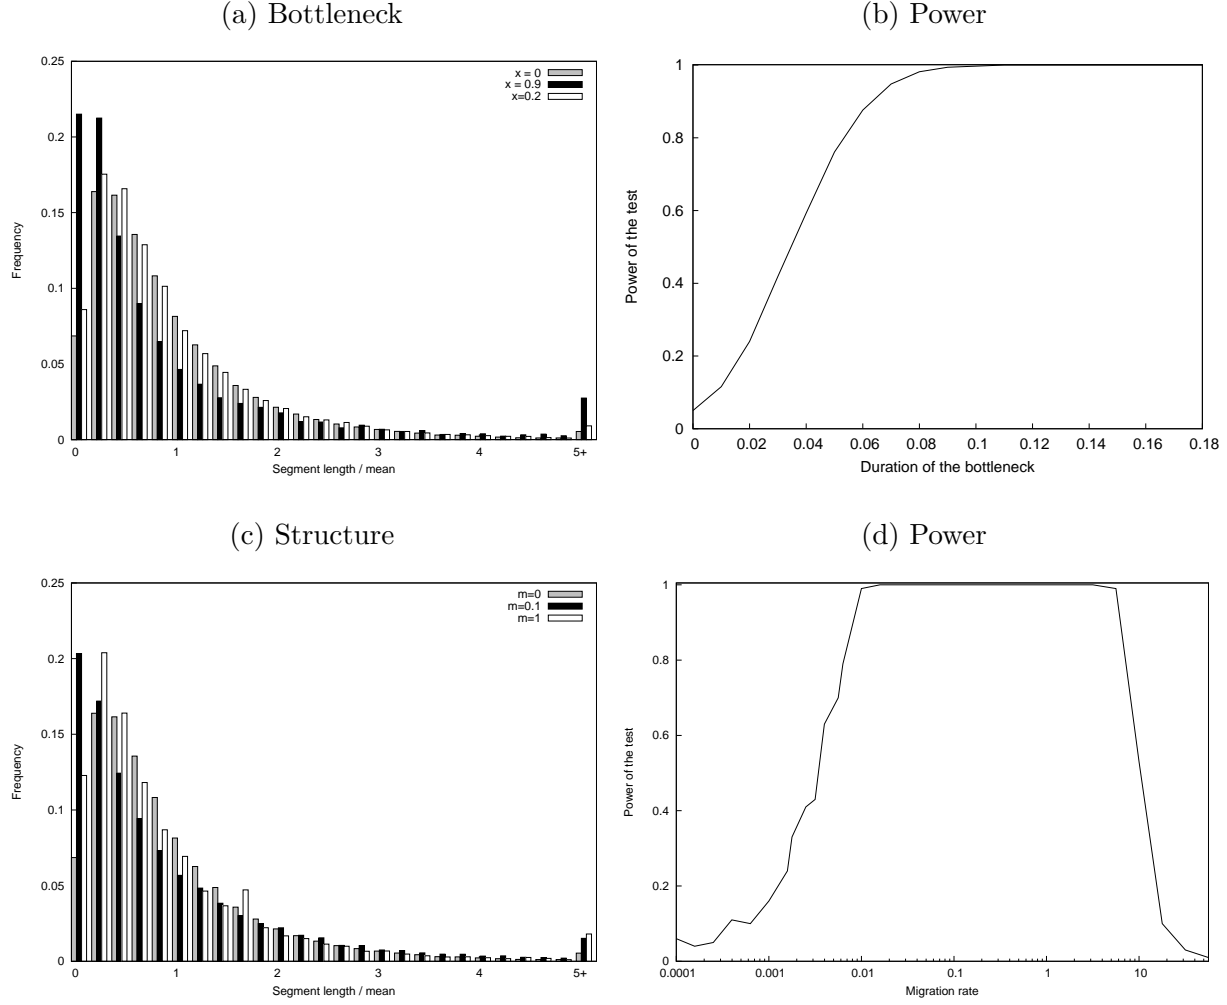 (a) Bottleneck
0.25
0.2
0.15
0.1
0.05
0
Frequency
x = 0
x = 0.9
x=0.2
0 1 2 3 4 5+
Segment length / mean
(b) Power
1
0.8
0.6
0.4
0.2
0
Power of the test
0 0.02 0.04 0.06 0.08 0.1 0.12 0.14 0.16 0.18
Duration of the bottleneck
(c) Structure
0.25
0.2
0.15
0.1
0.05
0
Frequency
m=0
m=0.1
m=1
0 1 2 3 4 5+
Segment length / mean
(d) Power
1
0.8
0.6
0.4
0.2
0
Power of the test
0.0001 0.001 0.01 0.1 1 10
Migration rate